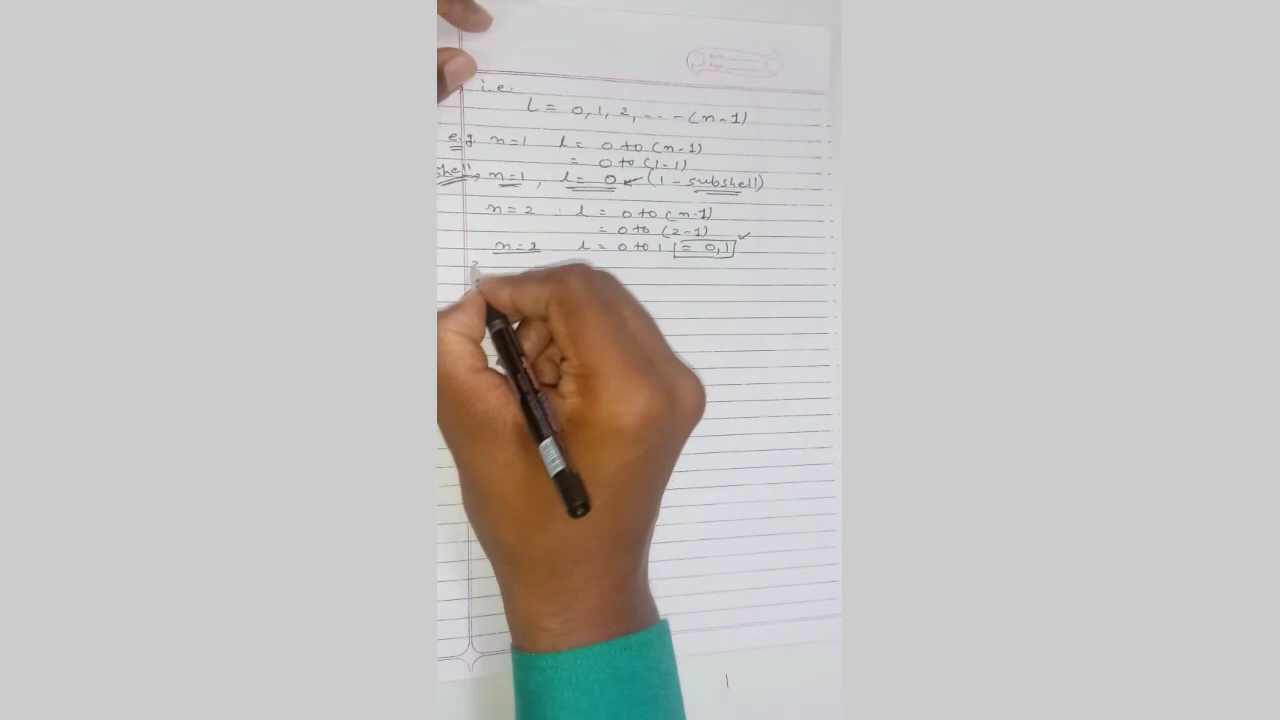 i.e.
l = 0, 1, 2, ... - (n-1)
e.g. n=1 l = 0 to (n-1)
= 0 to (1-1)
shell, n=1, l = 0 ↙ (1 - subshell)
n=2 : l = 0 to (n-1)
= 0 to (2-1)
n=2 l = 0 to 1 = 0,1 ✓